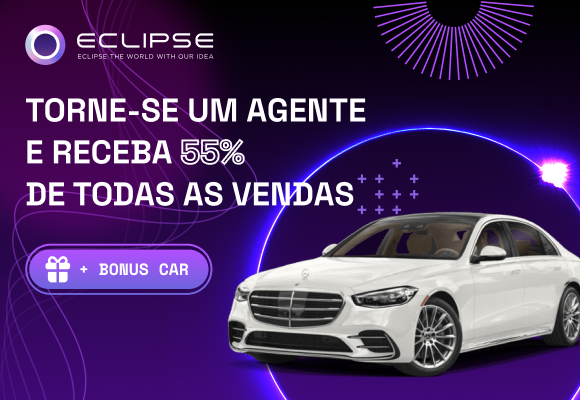 ECLIPSE
ECLIPSE THE WORLD WITH OUR IDEA
TORNE-SE UM AGENTE
E RECEBA 55%
DE TODAS AS VENDAS
+ BONUS CAR